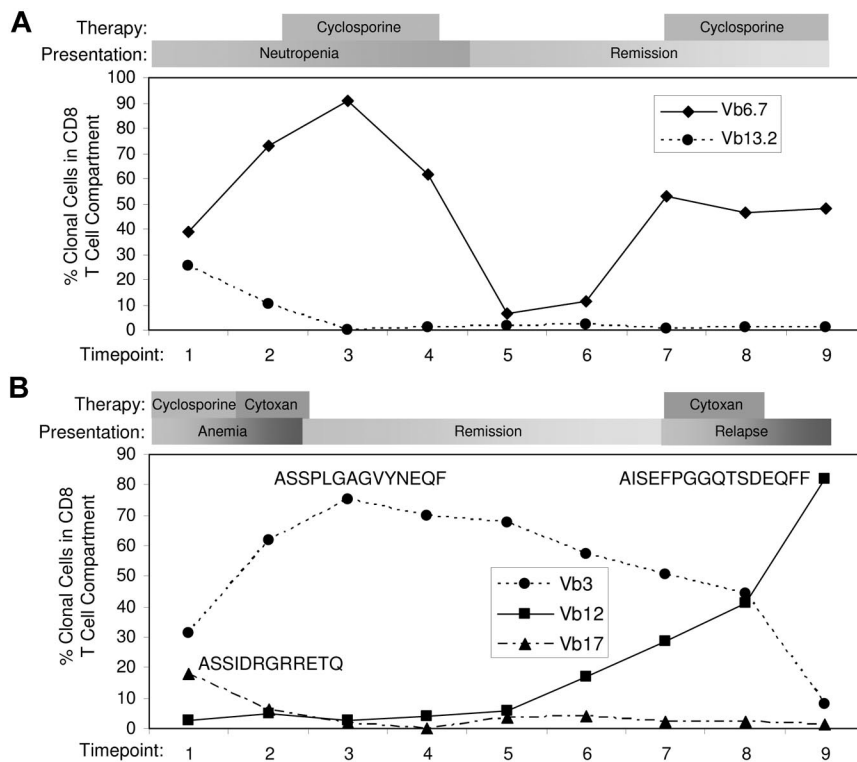 A
Therapy: Cyclosporine Cyclosporine
Presentation: Neutropenia Remission
100
90
80
70
60
50
40
30
20
10
0
% Clonal Cells in CD8
T Cell Compartment
Vb6.7
Vb13.2
Timepoint: 1 2 3 4 5 6 7 8 9
B
Therapy: Cyclosporine Cytoxan Cytoxan
Presentation: Anemia Remission Relapse
90
80
70
60
50
40
30
20
10
0
% Clonal Cells in CD8
T Cell Compartment
ASSPLGAGVYNEQF AISEFPGGQTSDEQFF
Vb3
Vb12
Vb17
ASSIDRGRRETQ
Timepoint: 1 2 3 4 5 6 7 8 9